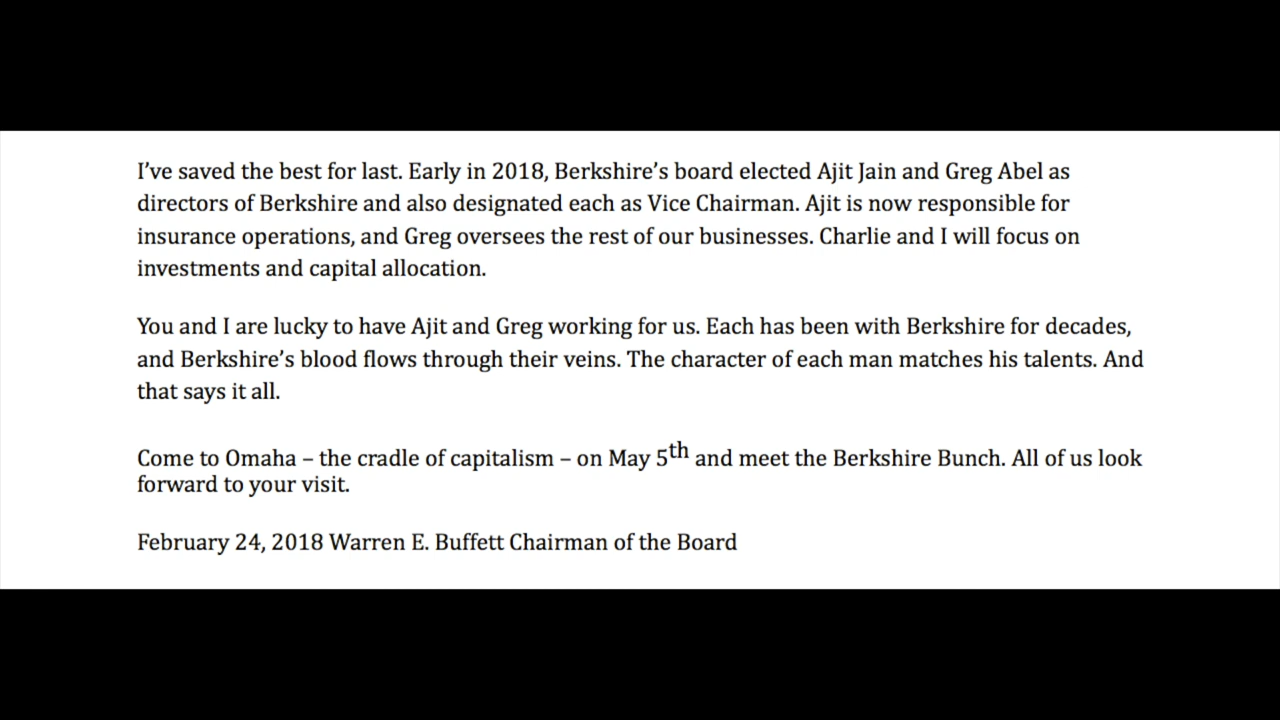 I’ve saved the best for last. Early in 2018, Berkshire’s board elected Ajit Jain and Greg Abel as
directors of Berkshire and also designated each as Vice Chairman. Ajit is now responsible for
insurance operations, and Greg oversees the rest of our businesses. Charlie and I will focus on
investments and capital allocation.
You and I are lucky to have Ajit and Greg working for us. Each has been with Berkshire for decades,
and Berkshire’s blood flows through their veins. The character of each man matches his talents. And
that says it all.
Come to Omaha – the cradle of capitalism – on May 5th and meet the Berkshire Bunch. All of us look
forward to your visit.
February 24, 2018 Warren E. Buffett Chairman of the Board